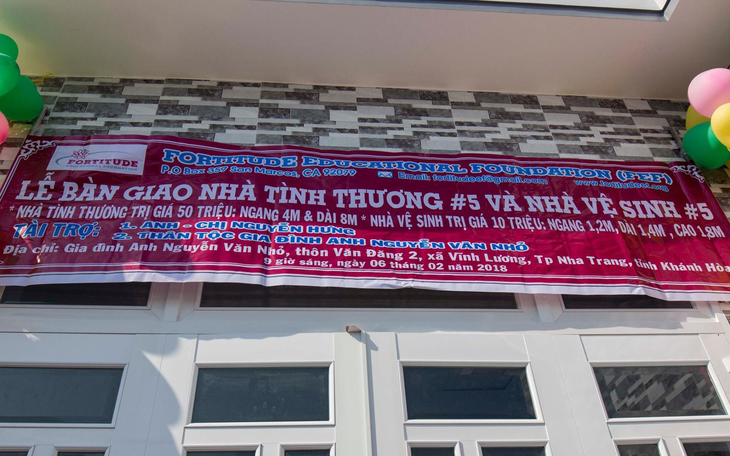 FORTITUDE
FORTITUDE EDUCATIONAL FOUNDATION (FEF)
P.O Box 459 San Marcos, CA 92079
LỄ BÀN GIAO NHÀ TÌNH THƯƠNG #5 VÀ NHÀ VỆ SINH #5
* NHÀ TÌNH THƯƠNG TRỊ GIÁ 50 TRIỆU: NGANG 4M & DÀI 8M * NHÀ VỆ SINH TRỊ GIÁ 10 TRIỆU: NGANG 1,2M, DÀI 1,4M , CAO 1,8M
TÀI TRỢ:
1. ANH - CHỊ NGUYỄN HƯNG
2. THÂN TỘC GIA ĐÌNH ANH NGUYỄN VĂN NHỎ
Địa chỉ: Gia đình Anh Nguyễn Văn Nhỏ, thôn Văn Đăng 2, xã Vĩnh Lương, Tp Nha Trang, tỉnh Khánh Hòa
9 giờ sáng, ngày 06 tháng 02 năm 2018